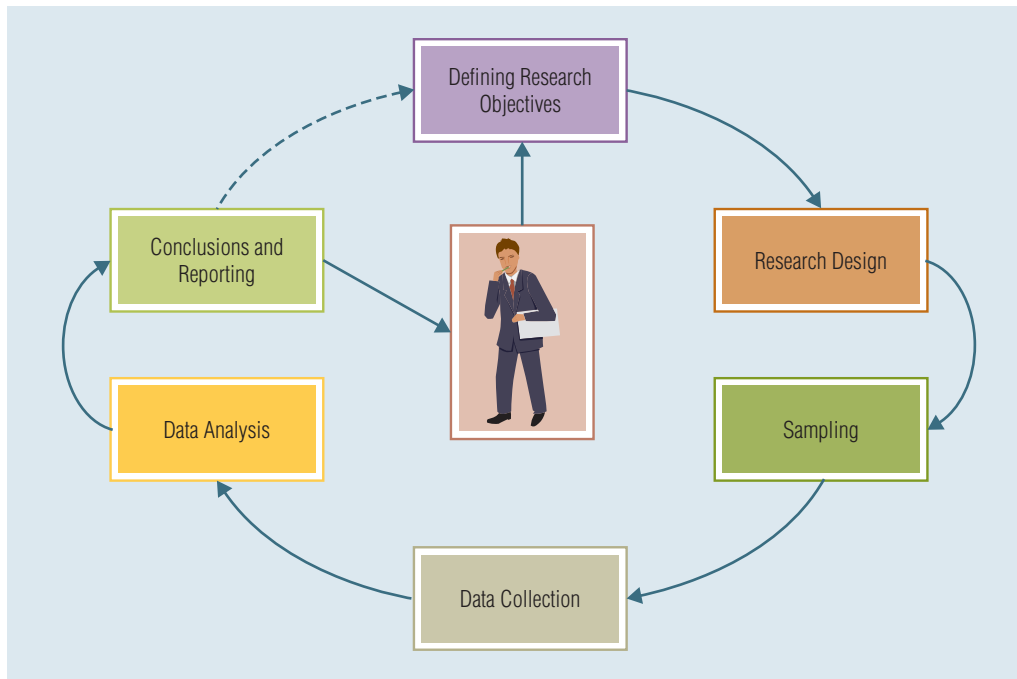 Defining Research
Objectives
Conclusions and
Reporting
Research Design
Data Analysis
Sampling
Data Collection